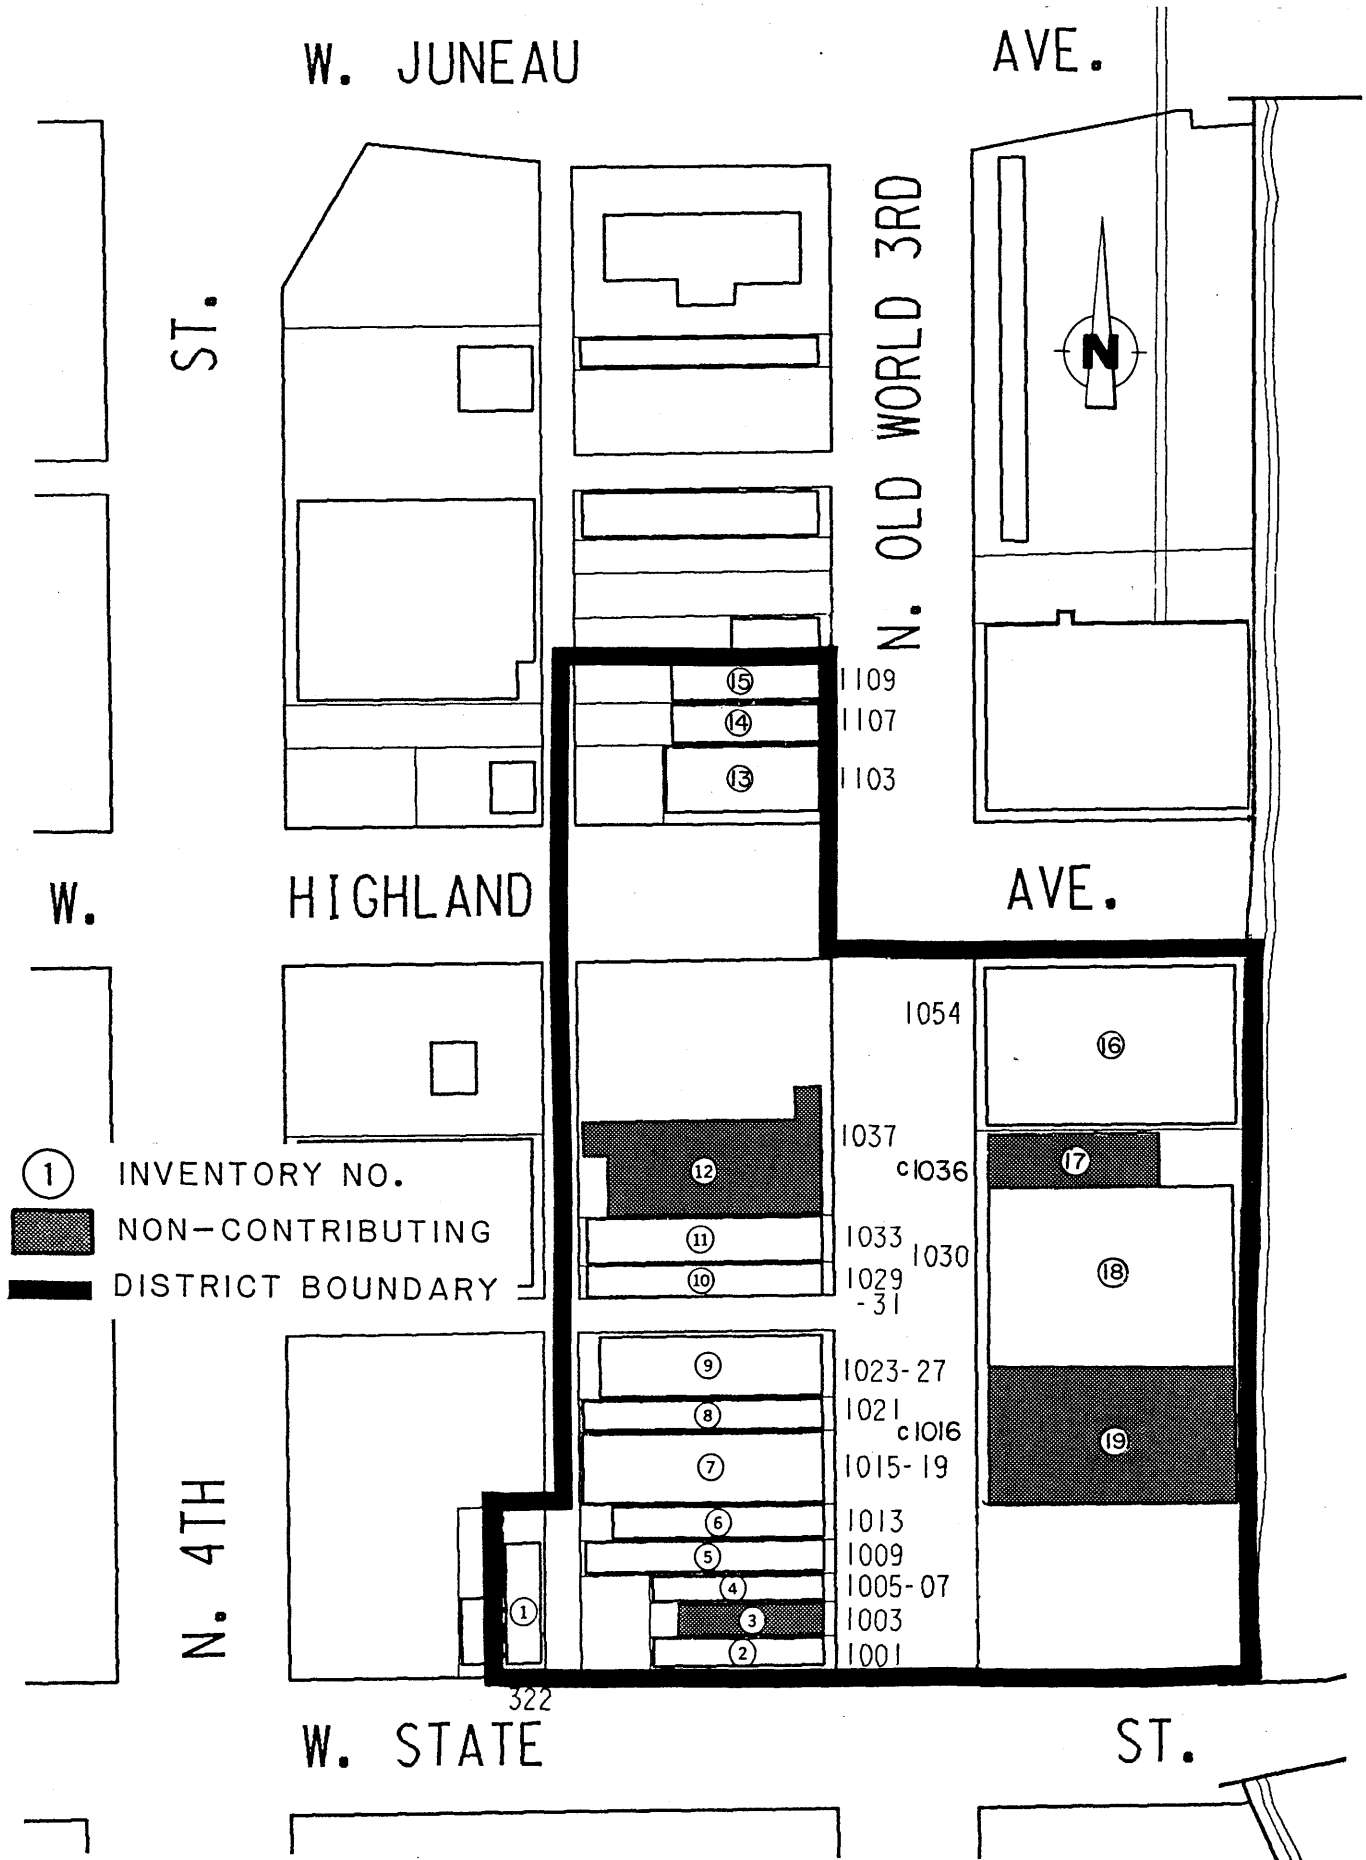 W. JUNEAU AVE.
ST.
N. OLD WORLD 3RD
N
15 1109
14 1107
13 1103
W. HIGHLAND AVE.
1054 16
1037
12 c1036 17
1 INVENTORY NO.
NON-CONTRIBUTING
DISTRICT BOUNDARY
11 1033
1030 18
10 1029
-31
9 1023-27
8 1021
c1016 19
7 1015-19
6 1013
5 1009
4 1005-07
3 1003
2 1001
1
322
N. 4TH
W. STATE ST.